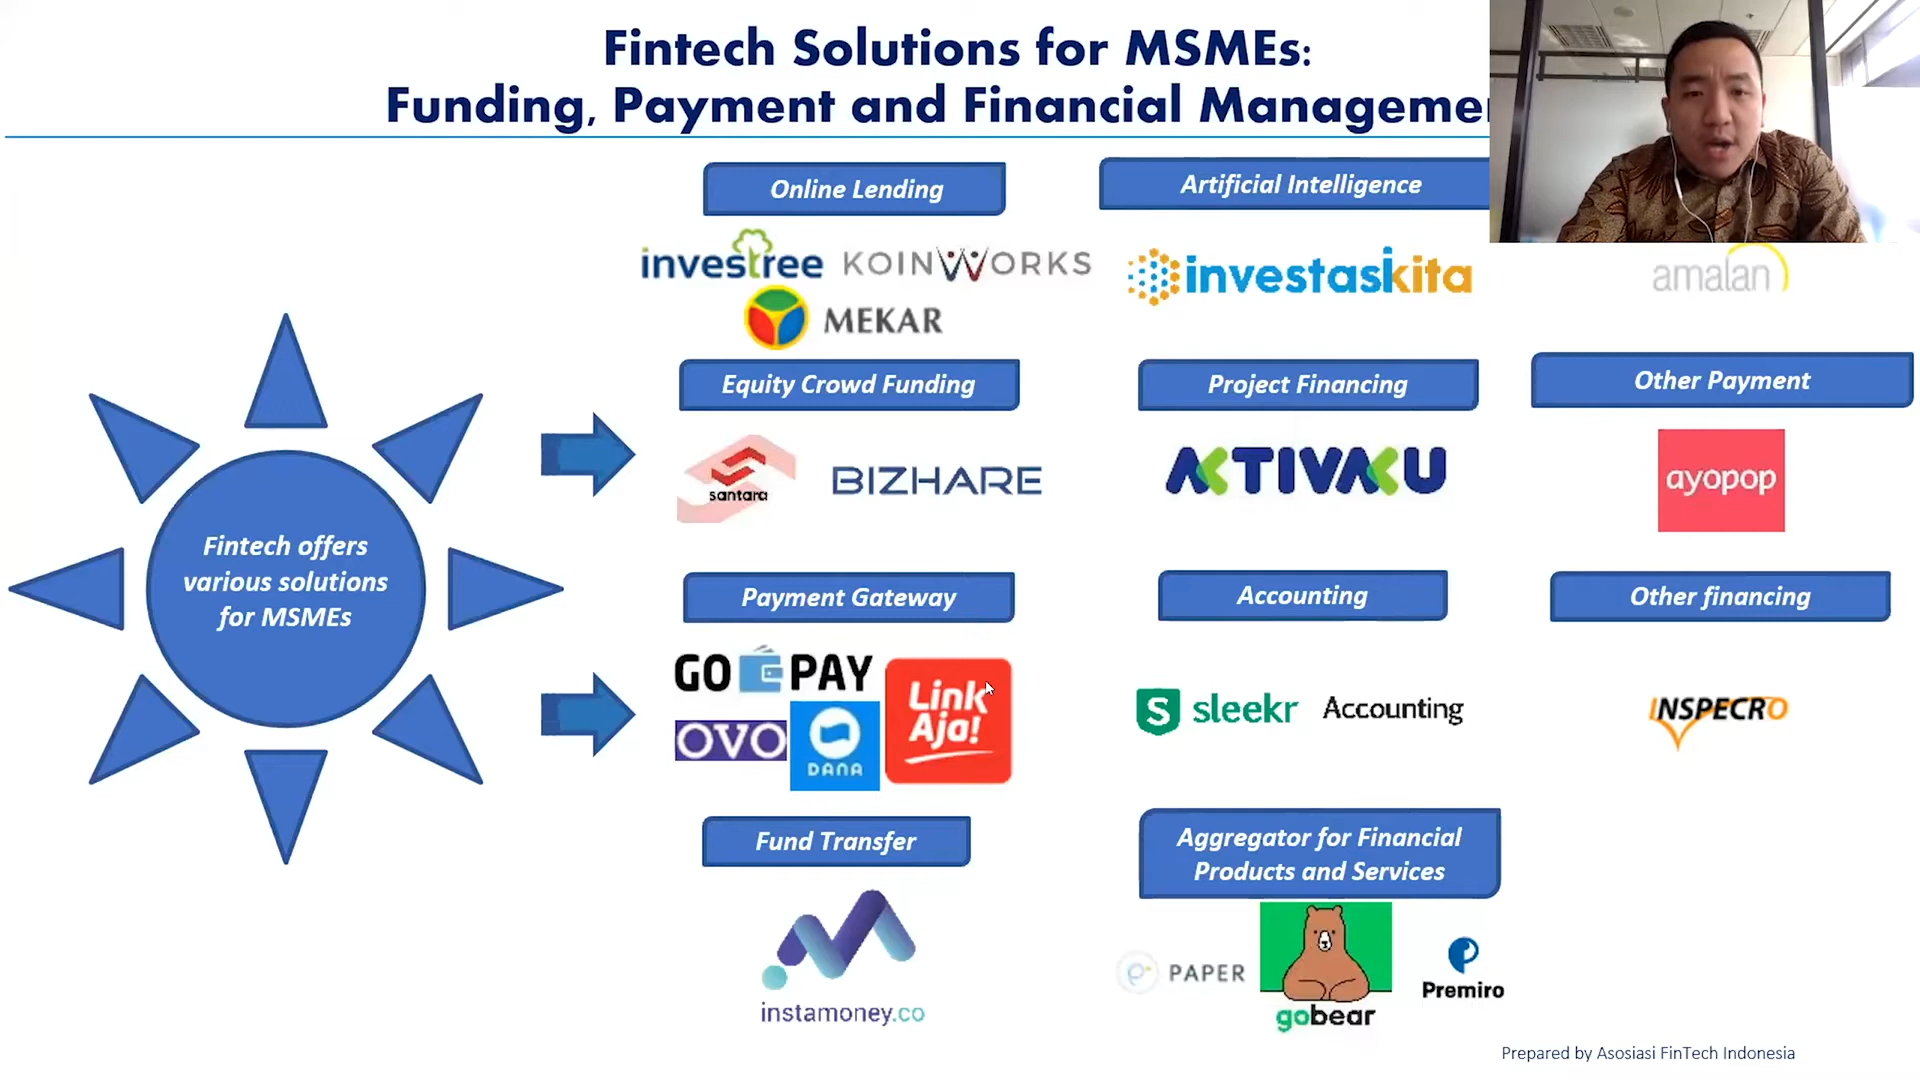 Fintech Solutions for MSMEs:
Funding, Payment and Financial Manageme
Online Lending
Artificial Intelligence
investree
KOINWORKS
MEKAR
investasikita
amalan
Equity Crowd Funding
Project Financing
Other Payment
santara
BIZHARE
AKTIVAKU
ayopop
Fintech offers
various solutions
for MSMEs
Payment Gateway
Accounting
Other financing
GO PAY
Link
Aja!
OVO
DANA
sleekr Accounting
INSPECRO
Fund Transfer
Aggregator for Financial
Products and Services
instamoney.co
PAPER
gobear
Premiro
Prepared by Asosiasi FinTech Indonesia